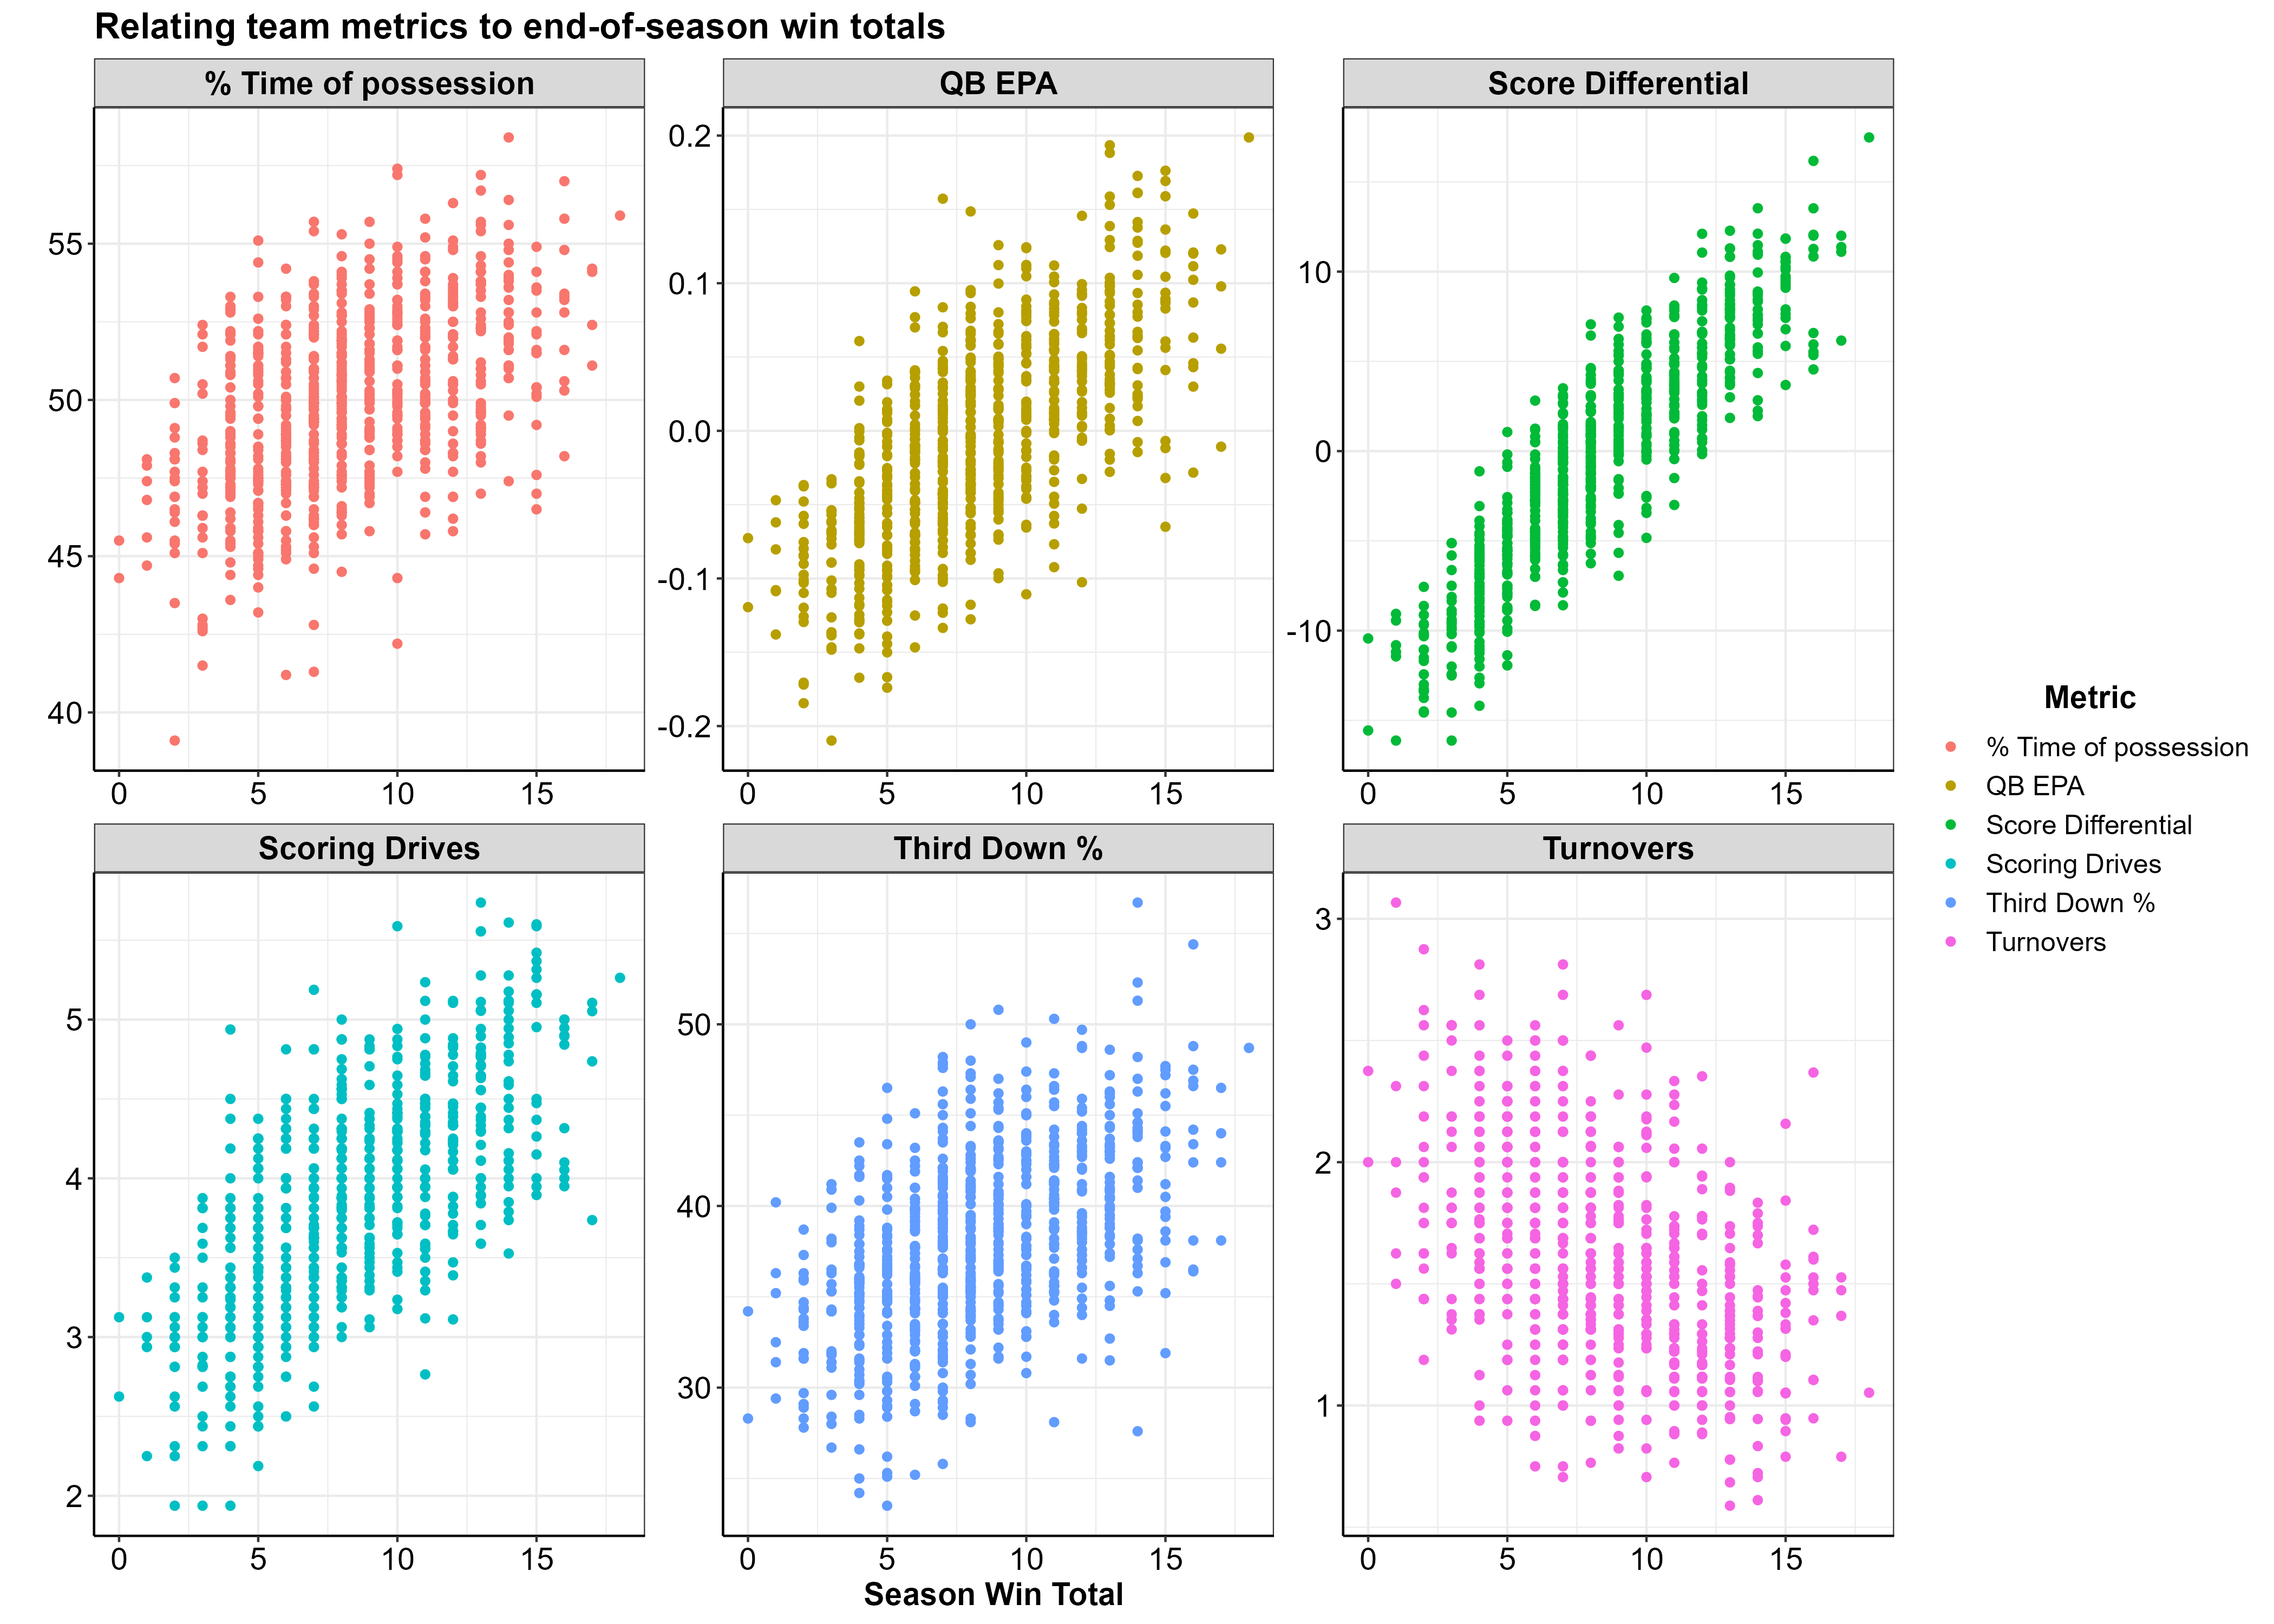 Relating team metrics to end-of-season win totals
% Time of possession
QB EPA
Score Differential
55
50
45
40
0 5 10 15
0.2
0.1
0.0
-0.1
-0.2
0 5 10 15
10
0
-10
0 5 10 15
Scoring Drives
Third Down %
Turnovers
5
4
3
2
0 5 10 15
50
40
30
0 5 10 15
3
2
1
0 5 10 15
Season Win Total
Metric
% Time of possession
QB EPA
Score Differential
Scoring Drives
Third Down %
Turnovers